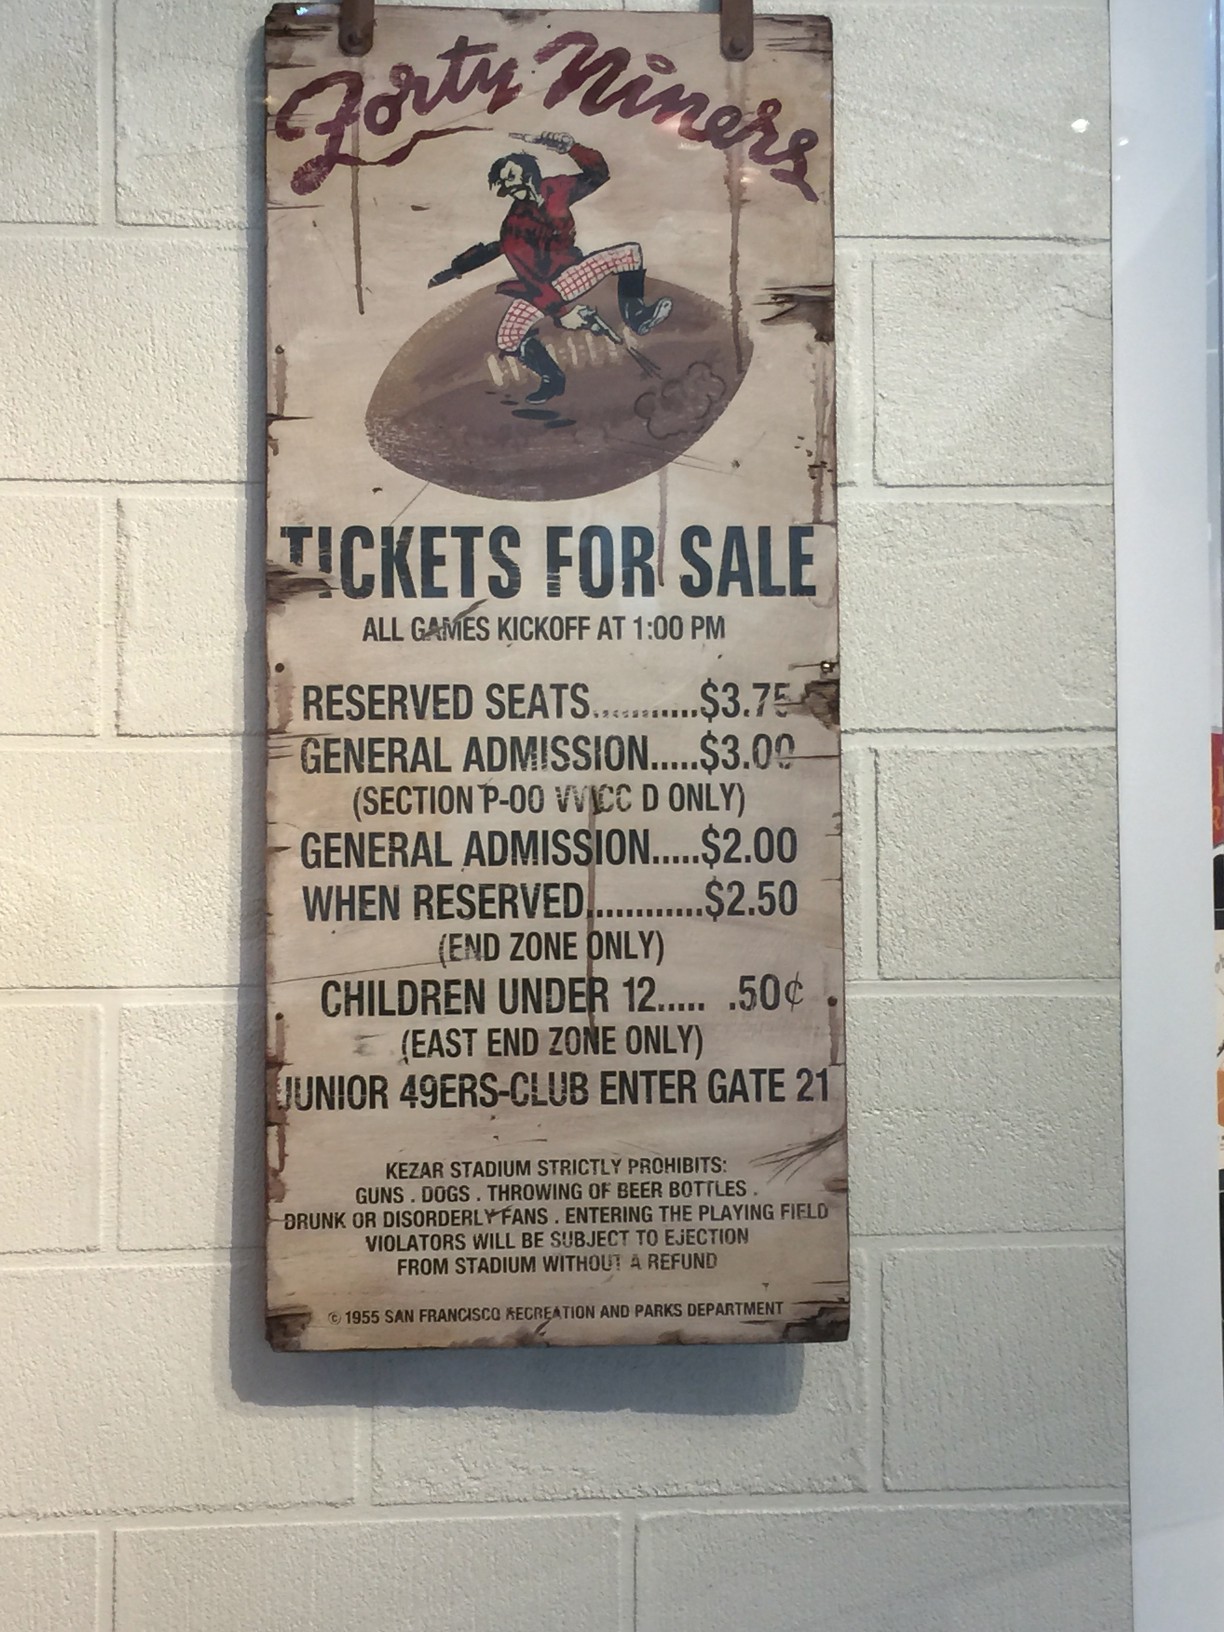 Forty Niners
TICKETS FOR SALE
ALL GAMES KICKOFF AT 1:00 PM
RESERVED SEATS...........$3.75
GENERAL ADMISSION.....$3.00
(SECTION P-OO VV CC D ONLY)
GENERAL ADMISSION.....$2.00
WHEN RESERVED............$2.50
(END ZONE ONLY)
CHILDREN UNDER 12..... .50¢
(EAST END ZONE ONLY)
JUNIOR 49ERS-CLUB ENTER GATE 21
KEZAR STADIUM STRICTLY PROHIBITS:
GUNS . DOGS . THROWING OF BEER BOTTLES .
DRUNK OR DISORDERLY FANS . ENTERING THE PLAYING FIELD
VIOLATORS WILL BE SUBJECT TO EJECTION
FROM STADIUM WITHOUT A REFUND
© 1955 SAN FRANCISCO RECREATION AND PARKS DEPARTMENT